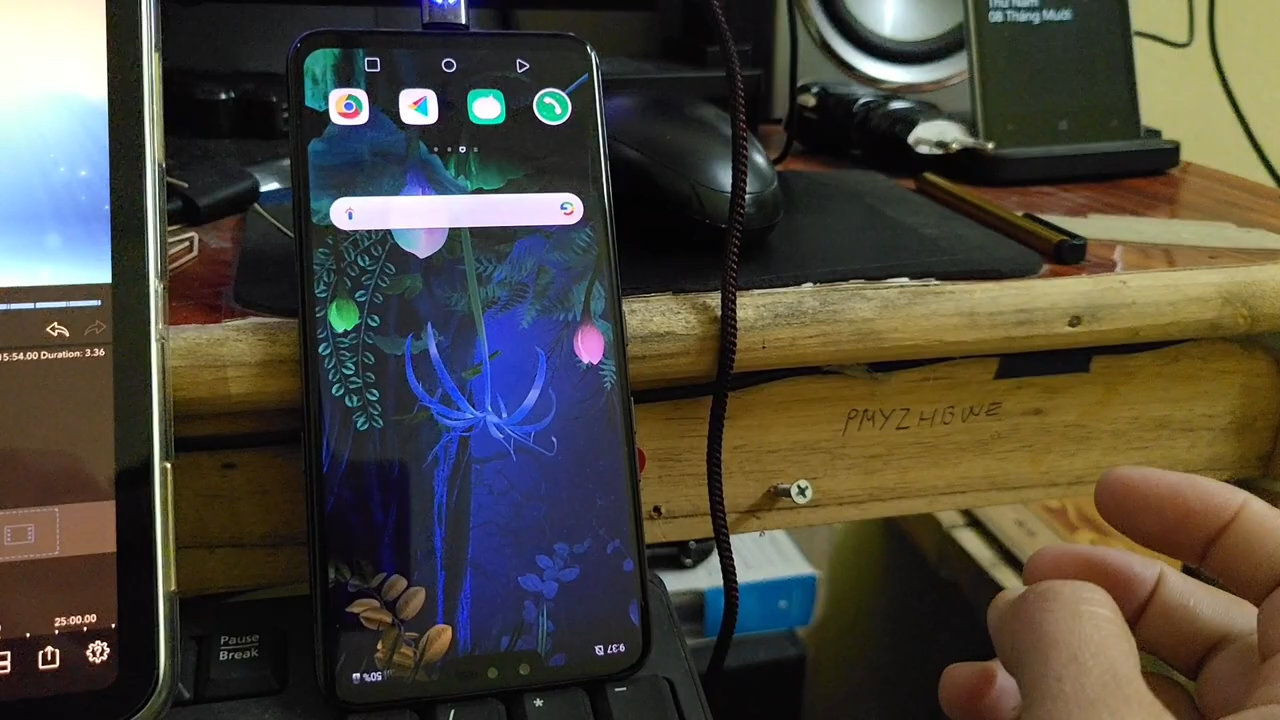 Thứ Năm
08 Tháng Mười
5:54.00 Duration: 3.36
PMYZHBWE
25:00.00
Pause
Break
9:37
50%
*
-
/